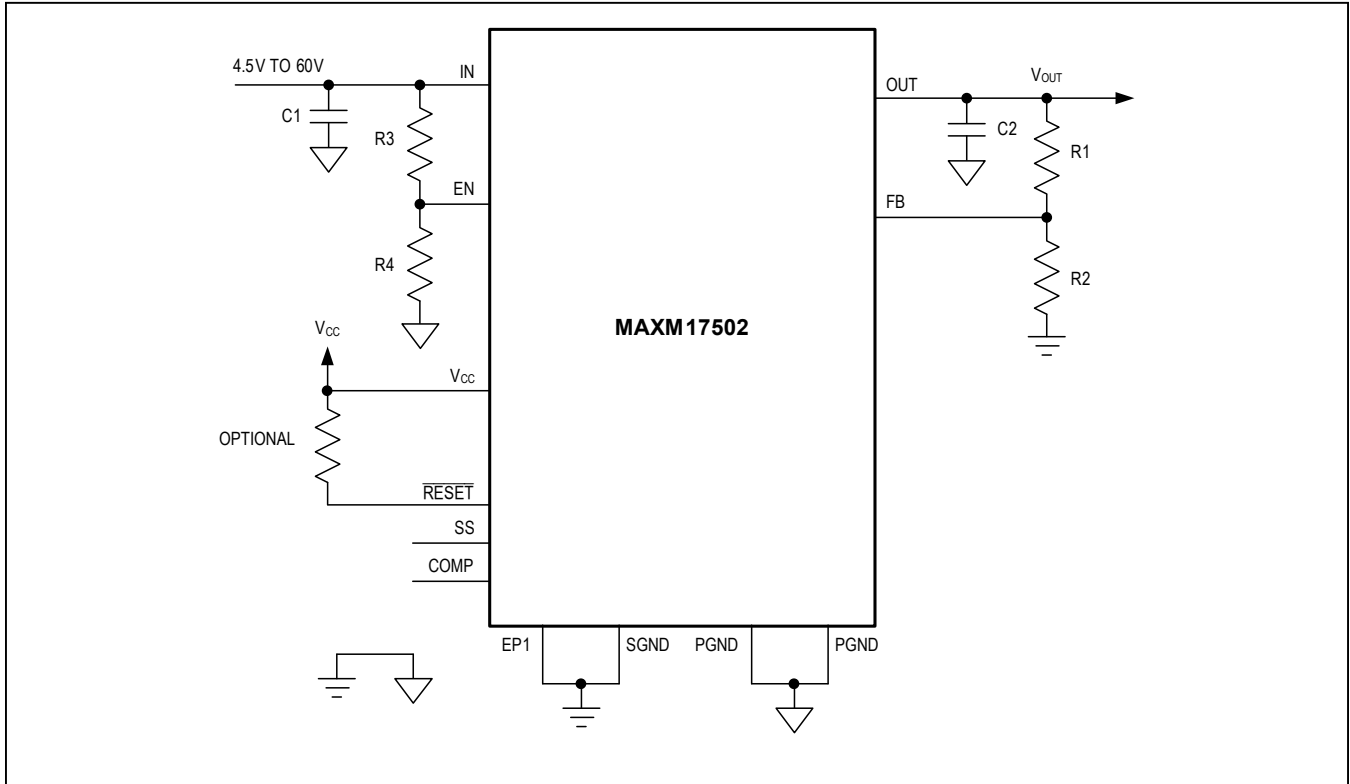 4.5V TO 60V
IN
C1
R3
EN
R4
VCC
VCC
OPTIONAL
RESET
SS
COMP
MAXM17502
OUT
VOUT
C2
R1
FB
R2
EP1
SGND
PGND
PGND